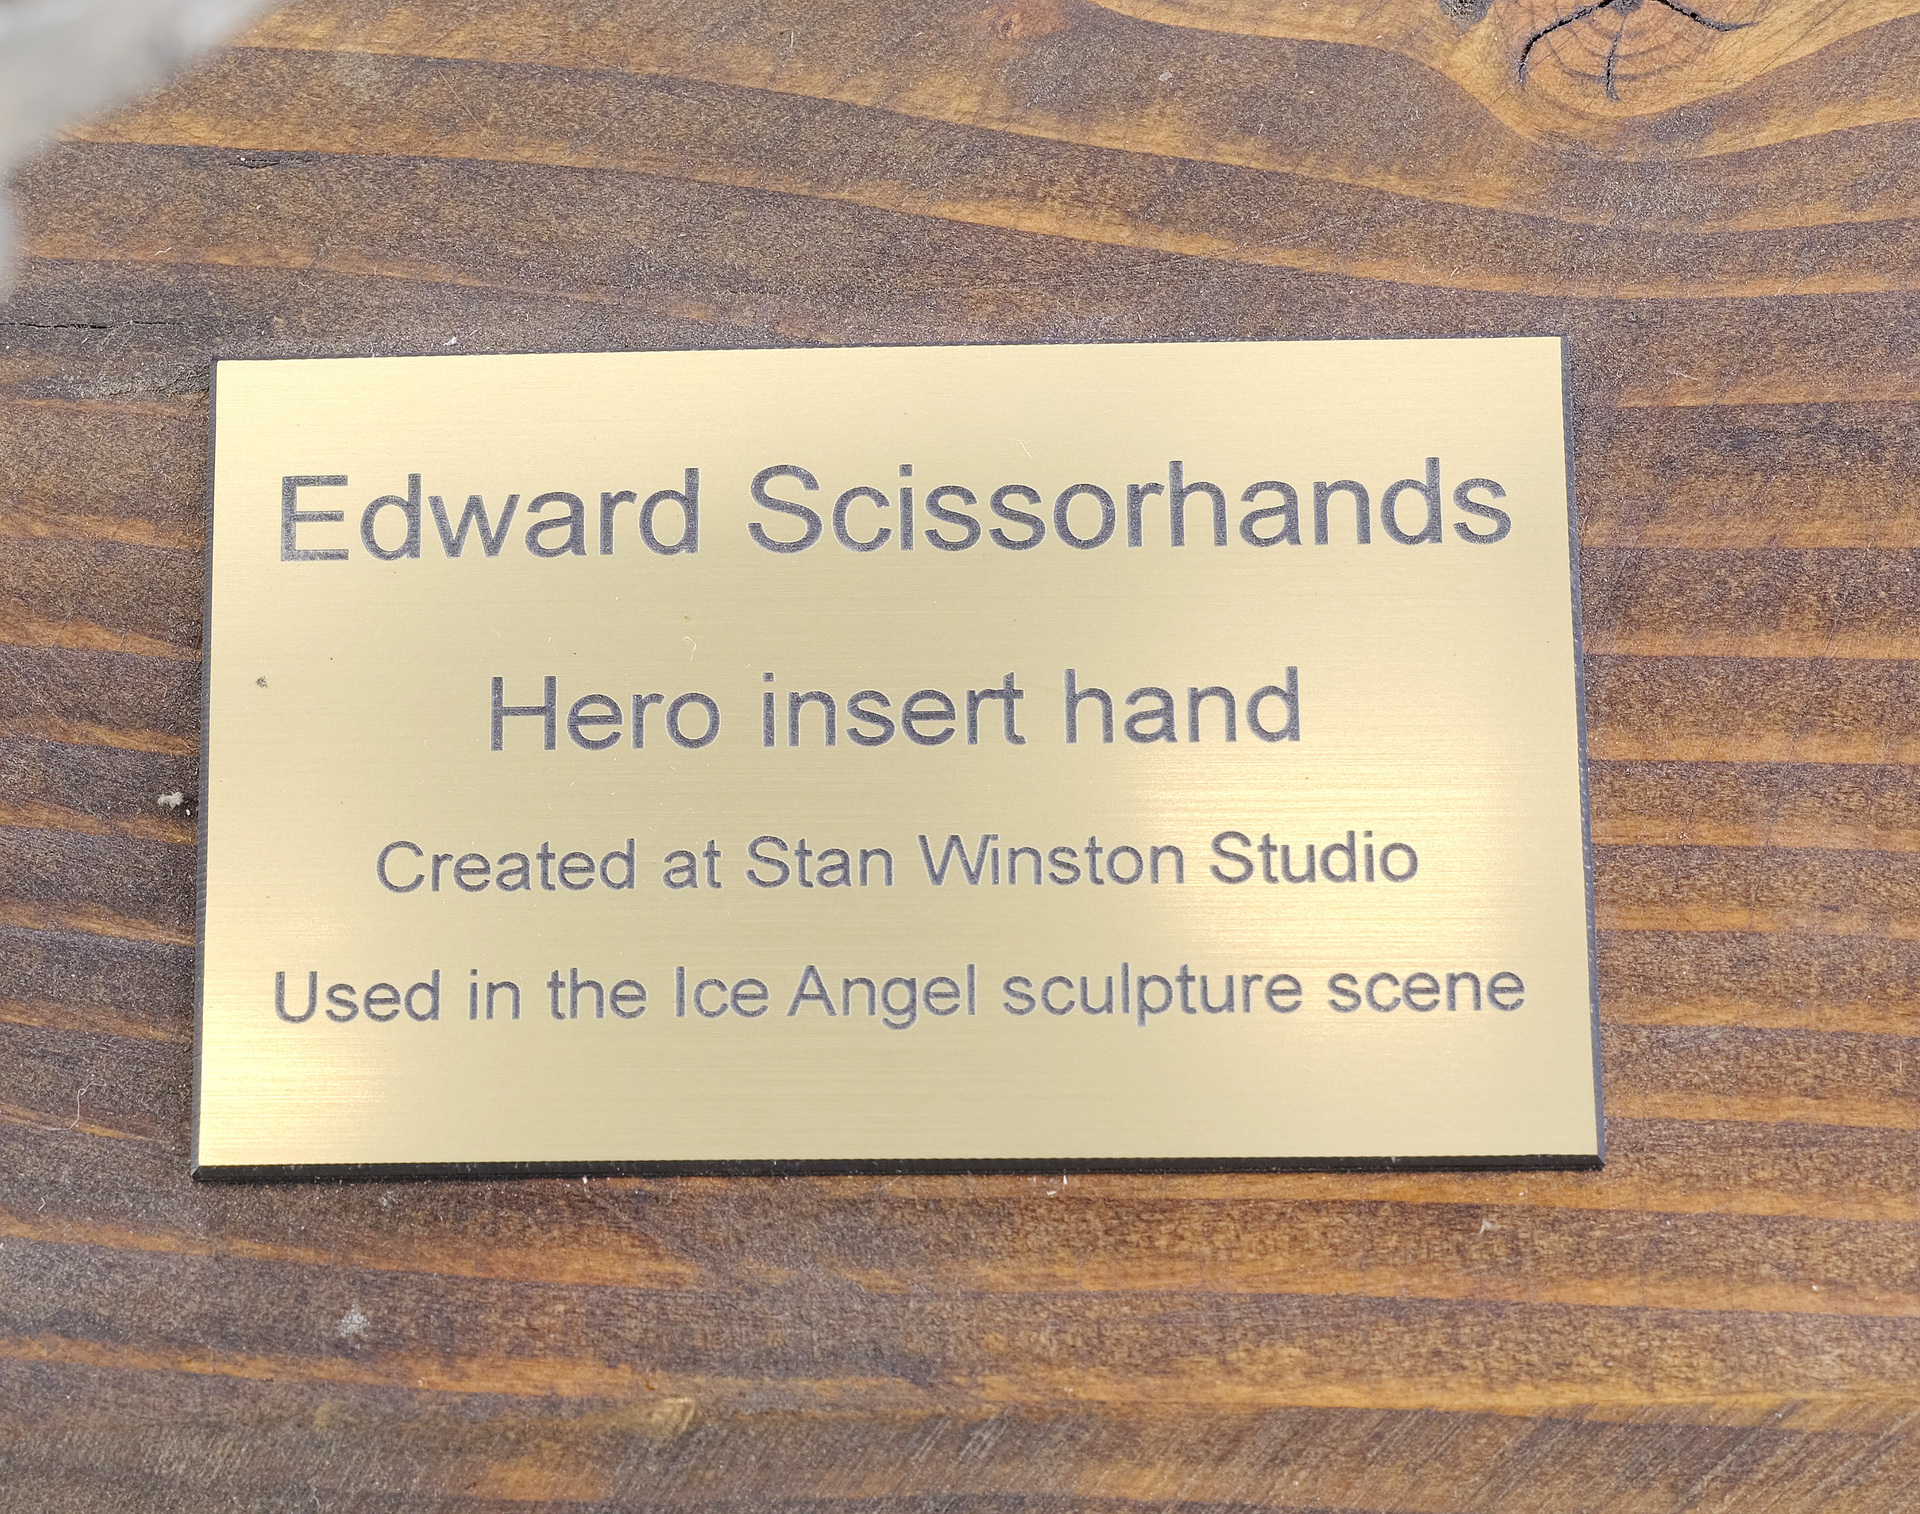 Edward Scissorhands
Hero insert hand
Created at Stan Winston Studio
Used in the Ice Angel sculpture scene